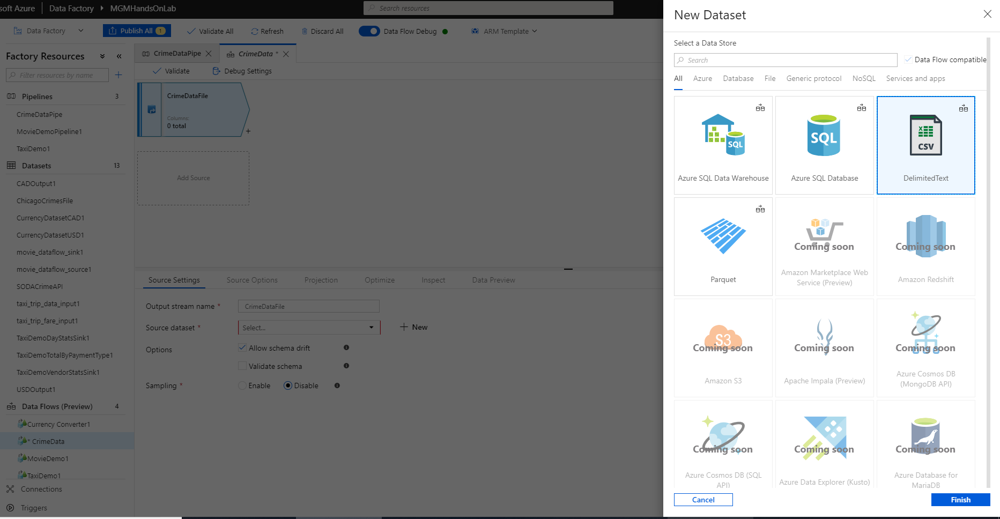 soft Azure
Data Factory
MGMHandsOnLab
Search resources
Data Factory
Publish All 1
Validate All
Refresh
Discard All
Data Flow Debug
ARM Template
Factory Resources
Filter resources by name
Pipelines 3
CrimeDataPipe
MovieDemoPipeline1
TaxiDemo1
Datasets 13
CADOutput1
ChicagoCrimesFile
CurrencyDatasetCAD1
CurrencyDatasetUSD1
movie_dataflow_sink1
movie_dataflow_source1
SODACrimeAPI
taxi_trip_data_input1
taxi_trip_fare_input1
TaxiDemoDayStatsSink1
TaxiDemoTotalByPaymentType1
TaxiDemoVendorStatsSink1
USDOutput1
Data Flows (Preview) 4
Currency Converter1
* CrimeData
MovieDemo1
TaxiDemo1
Connections
Triggers
CrimeDataPipe
CrimeData *
Validate
Debug Settings
CrimeDataFile
Columns:
0 total
+
Add Source
Source Settings
Source Options
Projection
Optimize
Inspect
Data Preview
Output stream name *
CrimeDataFile
Source dataset *
Select...
New
Options
Allow schema drift
Validate schema
Sampling *
Enable
Disable
New Dataset
Select a Data Store
Search
Data Flow compatible
All
Azure
Database
File
Generic protocol
NoSQL
Services and apps
SQL
Azure SQL Data Warehouse
SQL
Azure SQL Database
X
CSV
DelimitedText
Parquet
Coming soon
Amazon Marketplace Web
Service (Preview)
Coming soon
Amazon Redshift
S3
Coming soon
Amazon S3
Coming soon
Apache Impala (Preview)
Coming soon
Azure Cosmos DB
(MongoDB API)
Coming soon
Azure Cosmos DB (SQL
API)
Coming soon
Azure Data Explorer (Kusto)
Coming soon
Azure Database for
MariaDB
Cancel
Finish